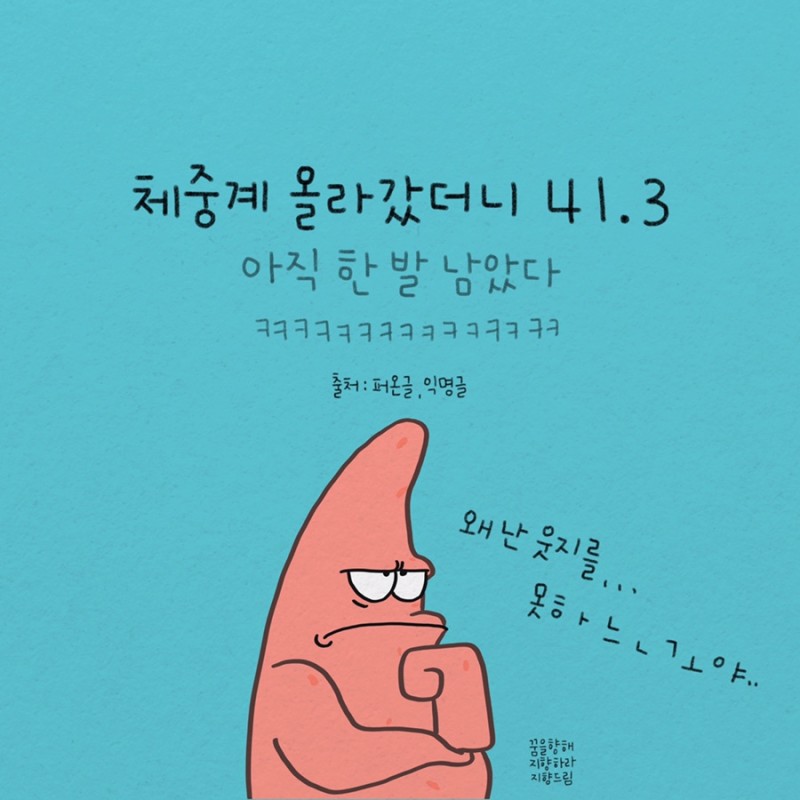 체중계 올라갔더니 41.3
아직 한 발 남았다
ㅋㅋㅋㅋㅋㅋㅋㅋㅋㅋㅋㅋㅋㅋ
출처 : 퍼온글, 익명글
왜 난 웃지를...
못하 느ㄴㄱㅗ야..
꿈을향해
지향하라
지향드림